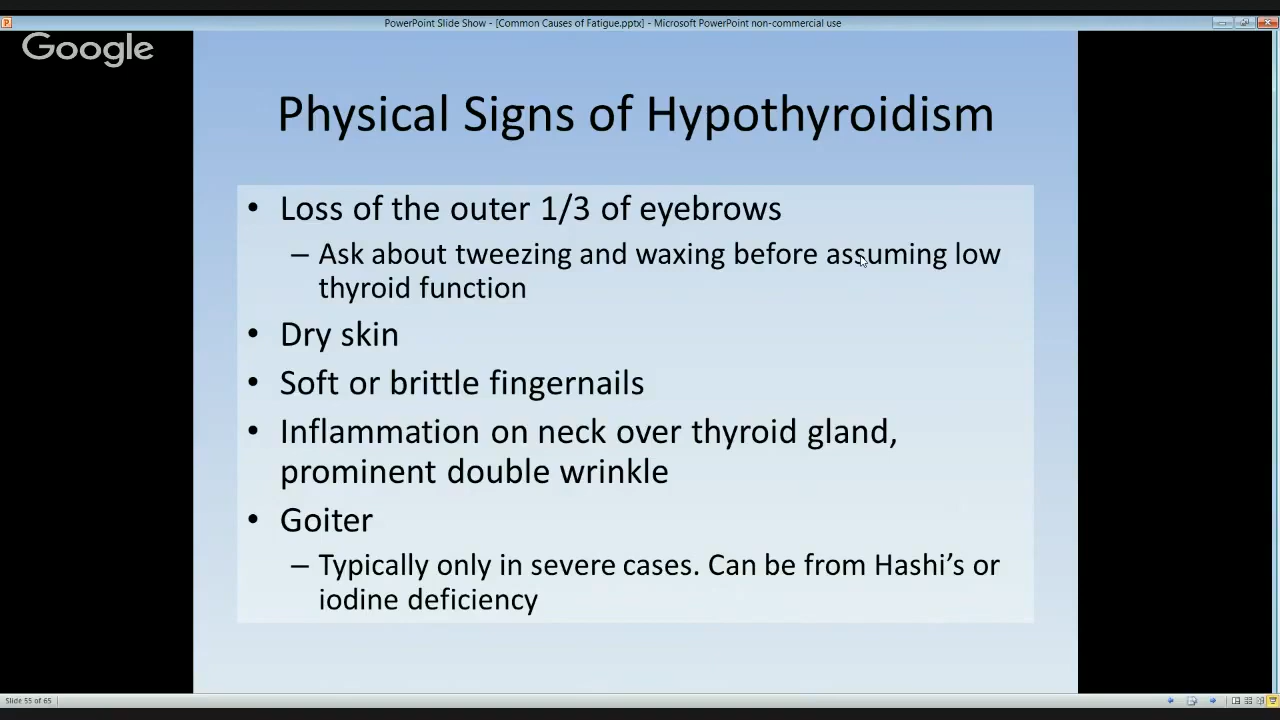 PowerPoint Slide Show - [Common Causes of Fatigue.pptx] - Microsoft PowerPoint non-commercial use
Google
Physical Signs of Hypothyroidism
• Loss of the outer 1/3 of eyebrows
– Ask about tweezing and waxing before assuming low
thyroid function
• Dry skin
• Soft or brittle fingernails
• Inflammation on neck over thyroid gland,
prominent double wrinkle
• Goiter
– Typically only in severe cases. Can be from Hashi’s or
iodine deficiency
Slide 55 of 65